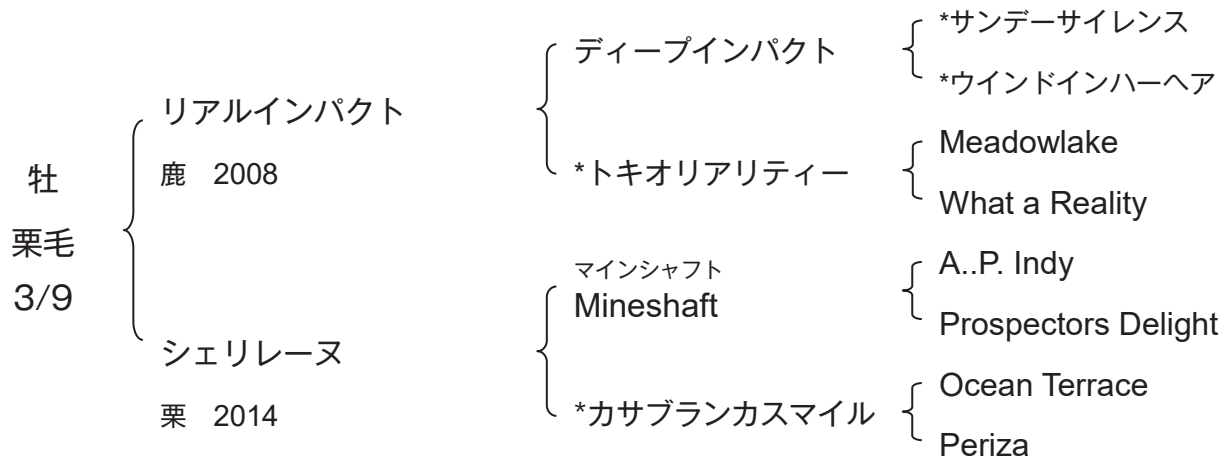 牡
栗毛
3/9
リアルインパクト
鹿 2008
シェリレーヌ
栗 2014
ディープインパクト
*トキオリアリティー
マインシャフト
Mineshaft
*カサブランカスマイル
*サンデーサイレンス
*ウインドインハーヘア
Meadowlake
What a Reality
A..P. Indy
Prospectors Delight
Ocean Terrace
Periza